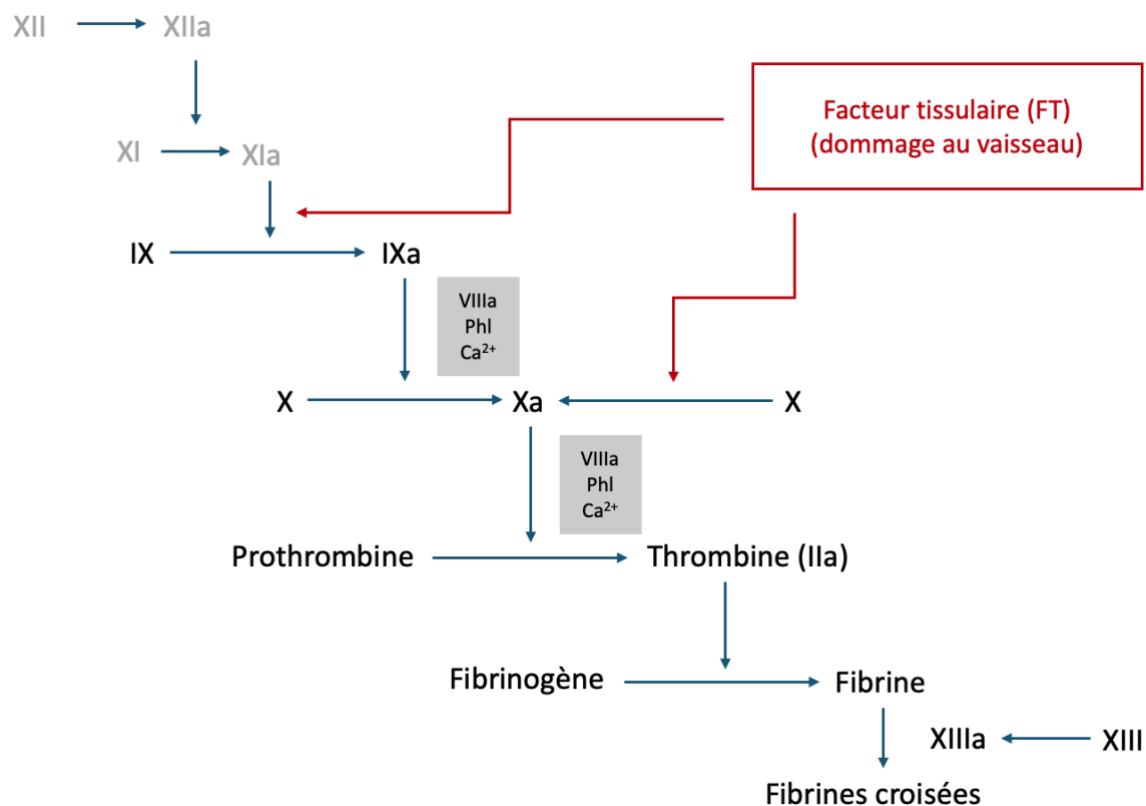 XII XIIa
Facteur tissulaire (FT)
(dommage au vaisseau)
XI XIa
IX IXa
VIIIa
Phl
Ca²⁺
X Xa X
VIIIa
Phl
Ca²⁺
Prothrombine Thrombine (IIa)
Fibrinogène Fibrine
XIIIa XIII
Fibrines croisées